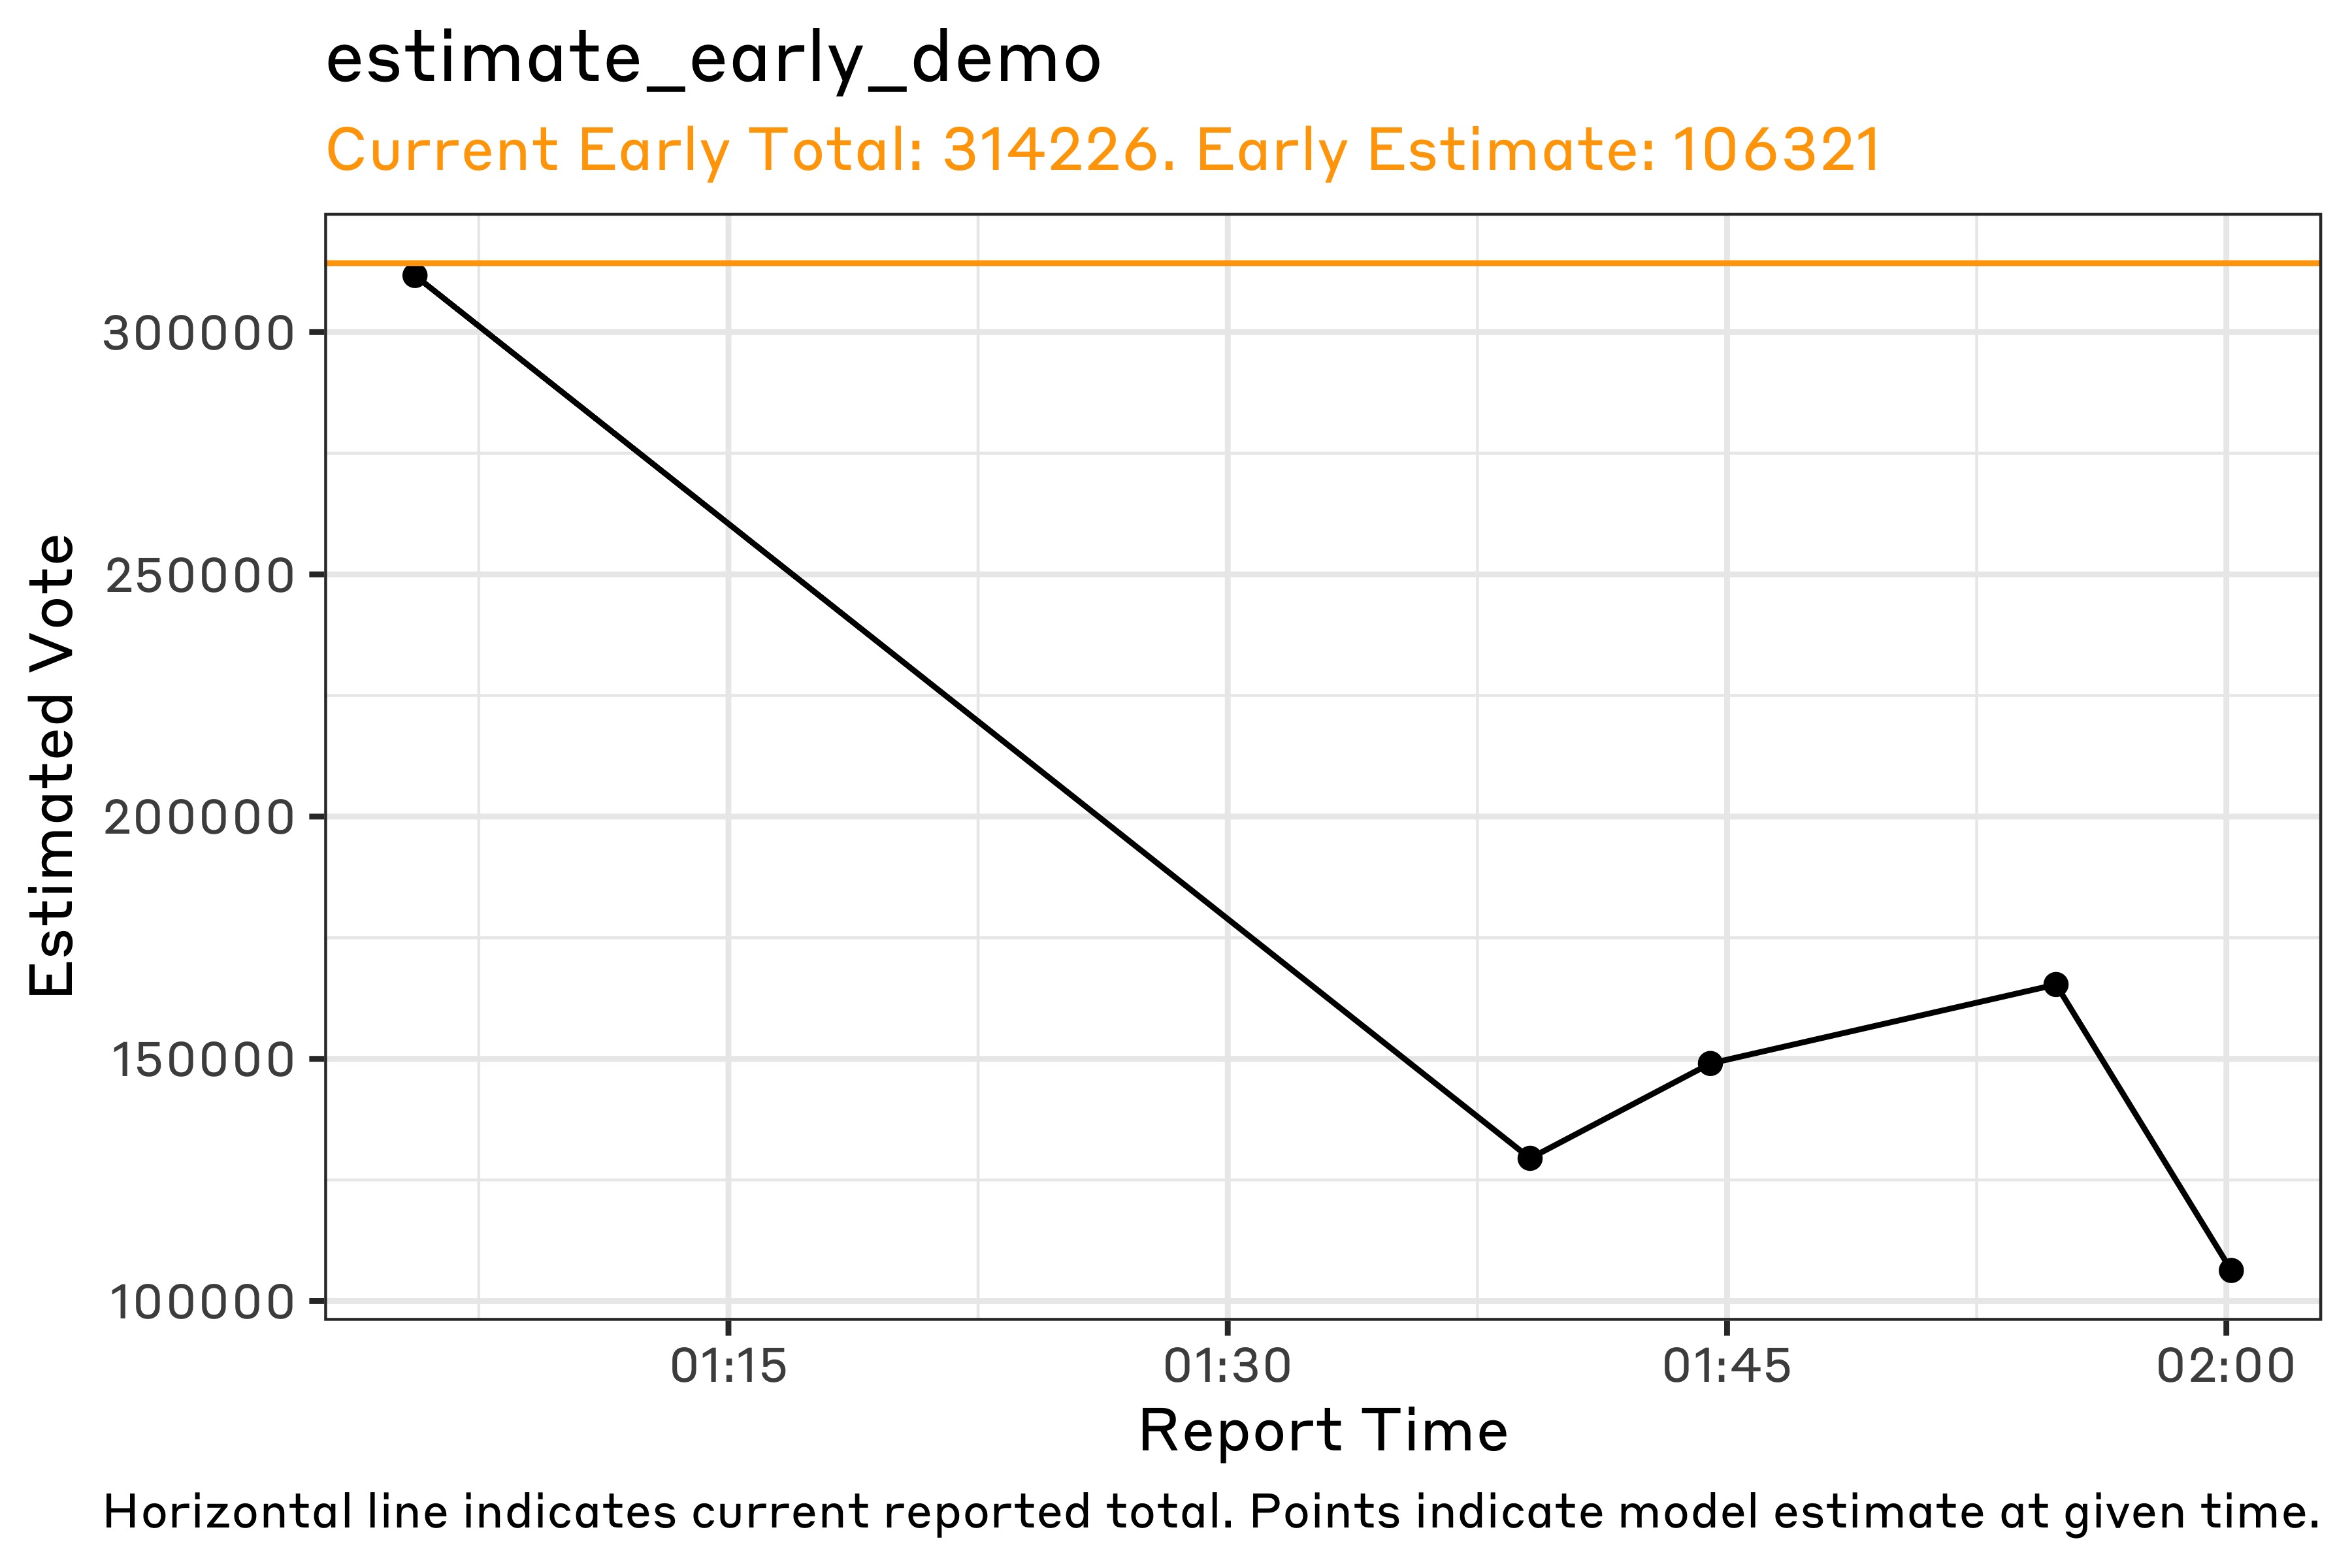 estimate_early_demo
Current Early Total: 314226. Early Estimate: 106321
Estimated Vote
300000
250000
200000
150000
100000
01:15 01:30 01:45 02:00
Report Time
Horizontal line indicates current reported total. Points indicate model estimate at given time.